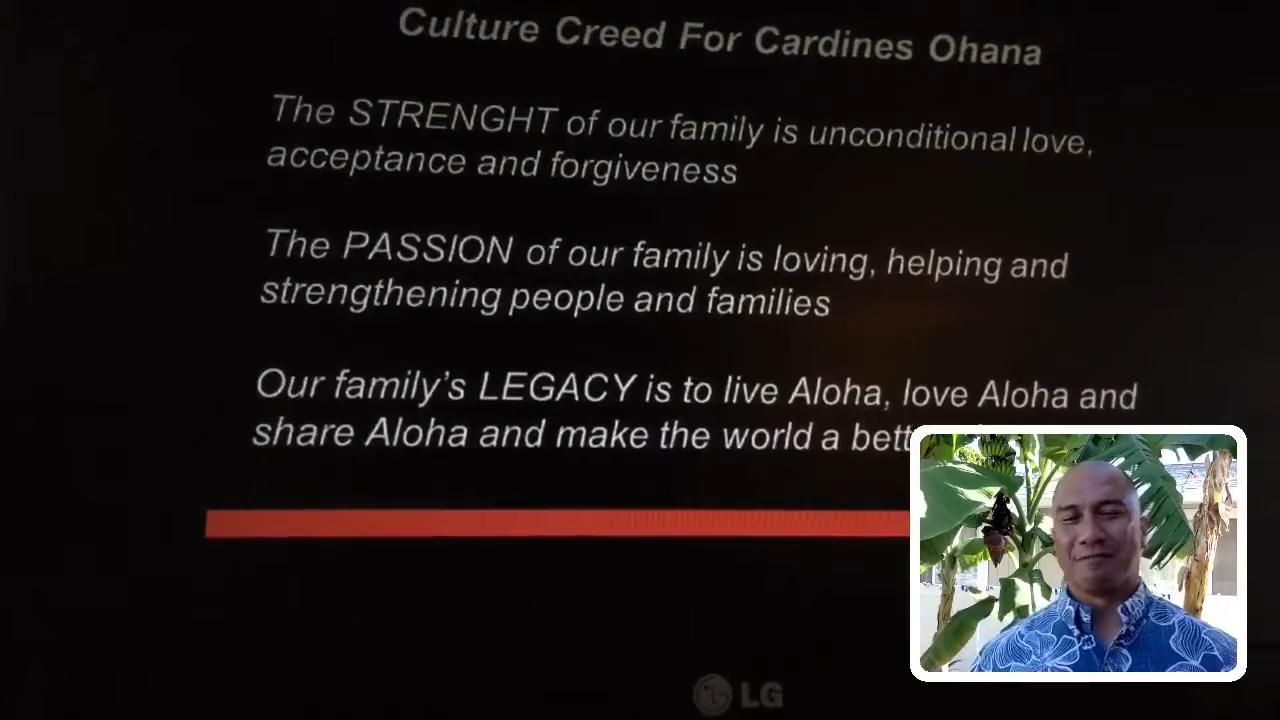 Culture Creed For Cardines Ohana
The STRENGHT of our family is unconditional love,
acceptance and forgiveness
The PASSION of our family is loving, helping and
strengthening people and families
Our family's LEGACY is to live Aloha, love Aloha and
share Aloha and make the world a
LG